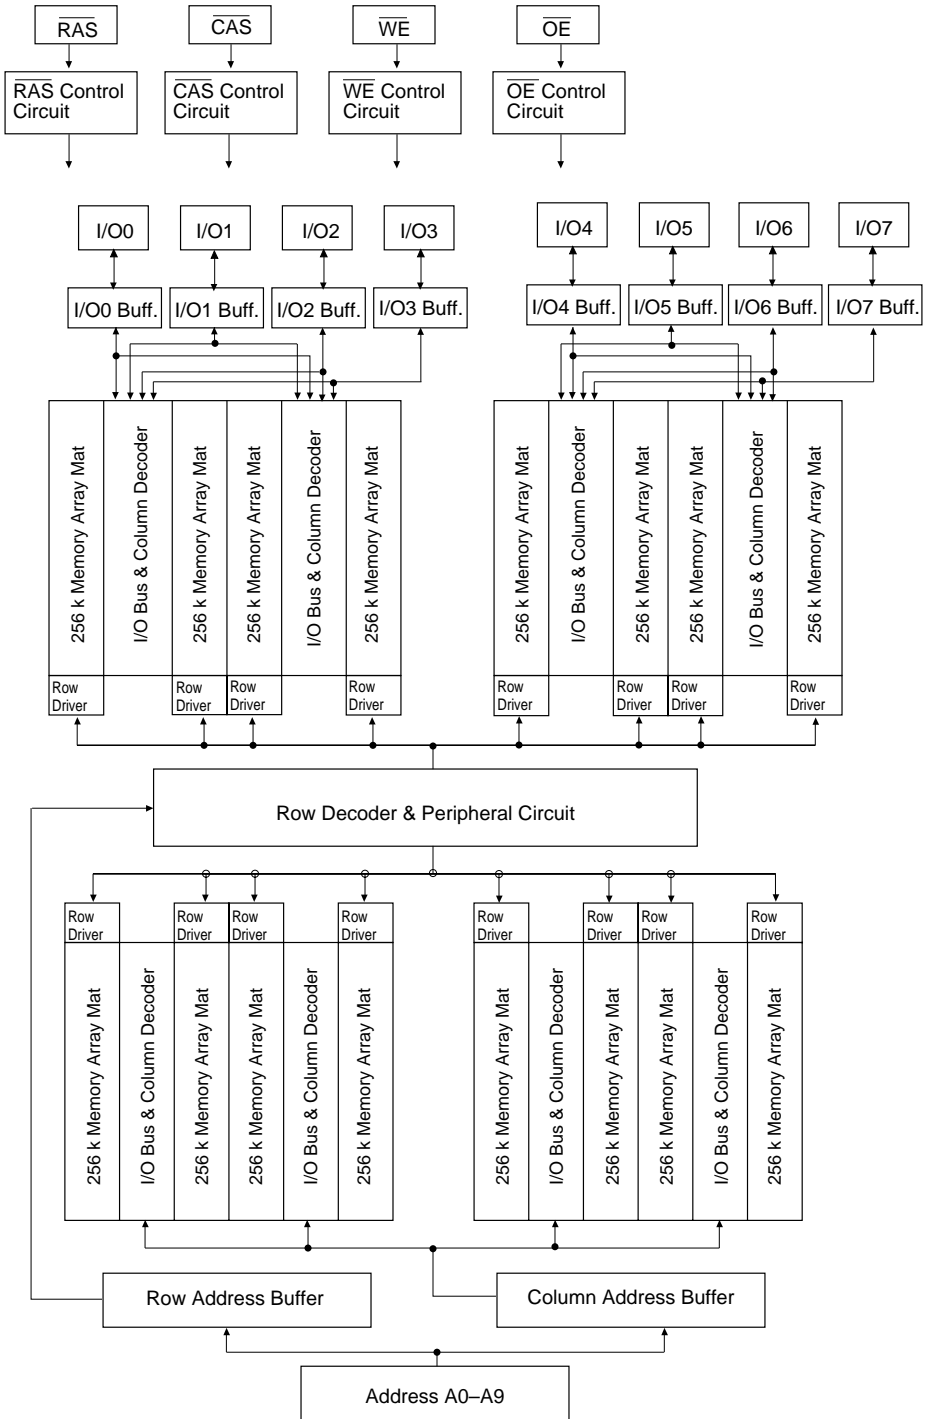 R̅A̅S̅ C̅A̅S̅ W̅E̅ O̅E̅
R̅A̅S̅ Control C̅A̅S̅ Control W̅E̅ Control O̅E̅ Control
Circuit Circuit Circuit Circuit
I/O0 I/O1 I/O2 I/O3 I/O4 I/O5 I/O6 I/O7
I/O0 Buff. I/O1 Buff. I/O2 Buff. I/O3 Buff. I/O4 Buff. I/O5 Buff. I/O6 Buff. I/O7 Buff.
256 k Memory Array Mat
I/O Bus & Column Decoder
256 k Memory Array Mat
256 k Memory Array Mat
I/O Bus & Column Decoder
256 k Memory Array Mat
256 k Memory Array Mat
I/O Bus & Column Decoder
256 k Memory Array Mat
256 k Memory Array Mat
I/O Bus & Column Decoder
256 k Memory Array Mat
Row Row Row Row Row Row Row Row
Driver Driver Driver Driver Driver Driver Driver Driver
Row Decoder & Peripheral Circuit
Row Row Row Row Row Row Row Row
Driver Driver Driver Driver Driver Driver Driver Driver
256 k Memory Array Mat
I/O Bus & Column Decoder
256 k Memory Array Mat
256 k Memory Array Mat
I/O Bus & Column Decoder
256 k Memory Array Mat
256 k Memory Array Mat
I/O Bus & Column Decoder
256 k Memory Array Mat
256 k Memory Array Mat
I/O Bus & Column Decoder
256 k Memory Array Mat
Row Address Buffer Column Address Buffer
Address A0–A9